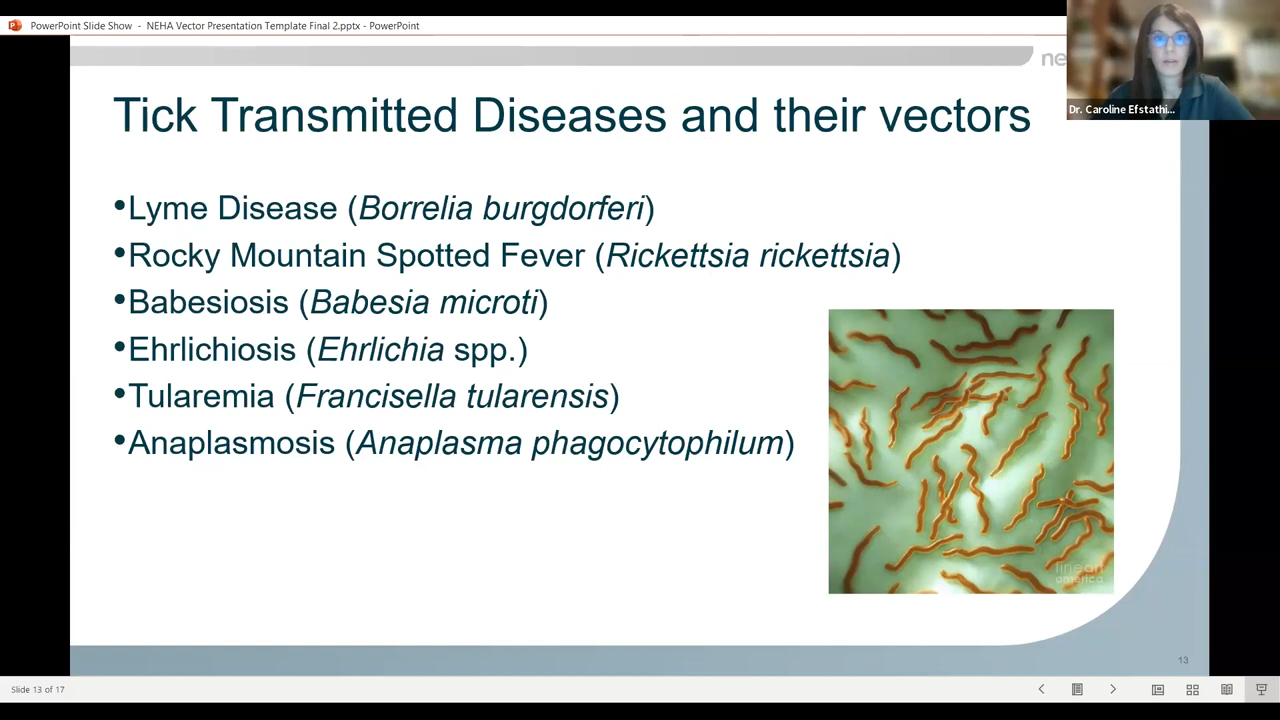 PowerPoint Slide Show - NEHA Vector Presentation Template Final 2.pptx - PowerPoint
ne
Dr. Caroline Efstathi...
Tick Transmitted Diseases and their vectors
•Lyme Disease (Borrelia burgdorferi)
•Rocky Mountain Spotted Fever (Rickettsia rickettsia)
•Babesiosis (Babesia microti)
•Ehrlichiosis (Ehrlichia spp.)
•Tularemia (Francisella tularensis)
•Anaplasmosis (Anaplasma phagocytophilum)
america
13
Slide 13 of 17